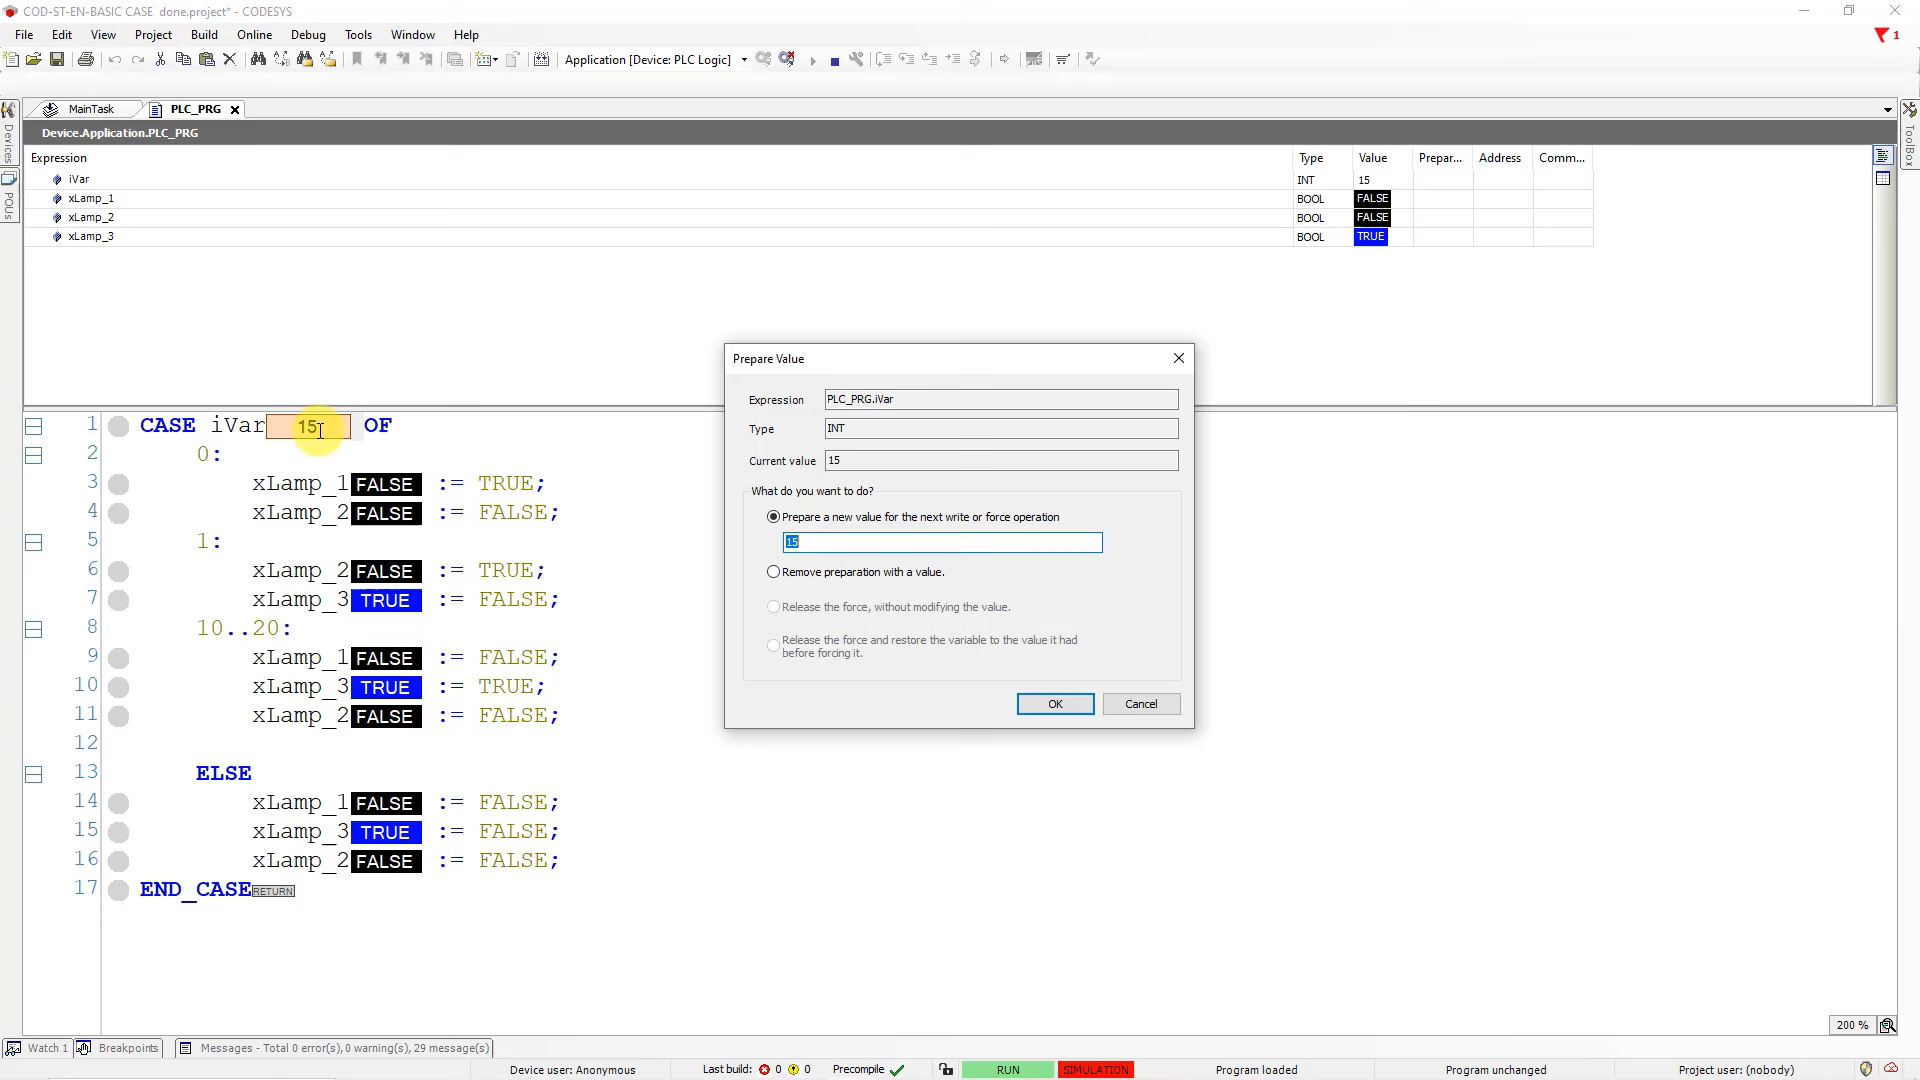 COD-ST-EN-BASIC CASE  done.project* - CODESYS
File Edit View Project Build Online Debug Tools Window Help
1
Application [Device: PLC Logic]
MainTask PLC_PRG
Device.Application.PLC_PRG
Expression Type Value Prepar... Address Comm...
iVar INT 15
xLamp_1 BOOL FALSE
xLamp_2 BOOL FALSE
xLamp_3 BOOL TRUE
Devices
POUs
ToolBox
1 CASE iVar 15 OF
2 0:
3 xLamp_1 FALSE := TRUE;
4 xLamp_2 FALSE := FALSE;
5 1:
6 xLamp_2 FALSE := TRUE;
7 xLamp_3 TRUE := FALSE;
8 10..20:
9 xLamp_1 FALSE := FALSE;
10 xLamp_3 TRUE := TRUE;
11 xLamp_2 FALSE := FALSE;
12
13 ELSE
14 xLamp_1 FALSE := FALSE;
15 xLamp_3 TRUE := FALSE;
16 xLamp_2 FALSE := FALSE;
17 END_CASE RETURN
Prepare Value
Expression PLC_PRG.iVar
Type INT
Current value 15
What do you want to do?
Prepare a new value for the next write or force operation
15
Remove preparation with a value.
Release the force, without modifying the value.
Release the force and restore the variable to the value it had
before forcing it.
OK Cancel
200 %
Watch 1 Breakpoints Messages - Total 0 error(s), 0 warning(s), 29 message(s)
Device user: Anonymous Last build: 0 0 Precompile RUN SIMULATION Program loaded Program unchanged Project user: (nobody)